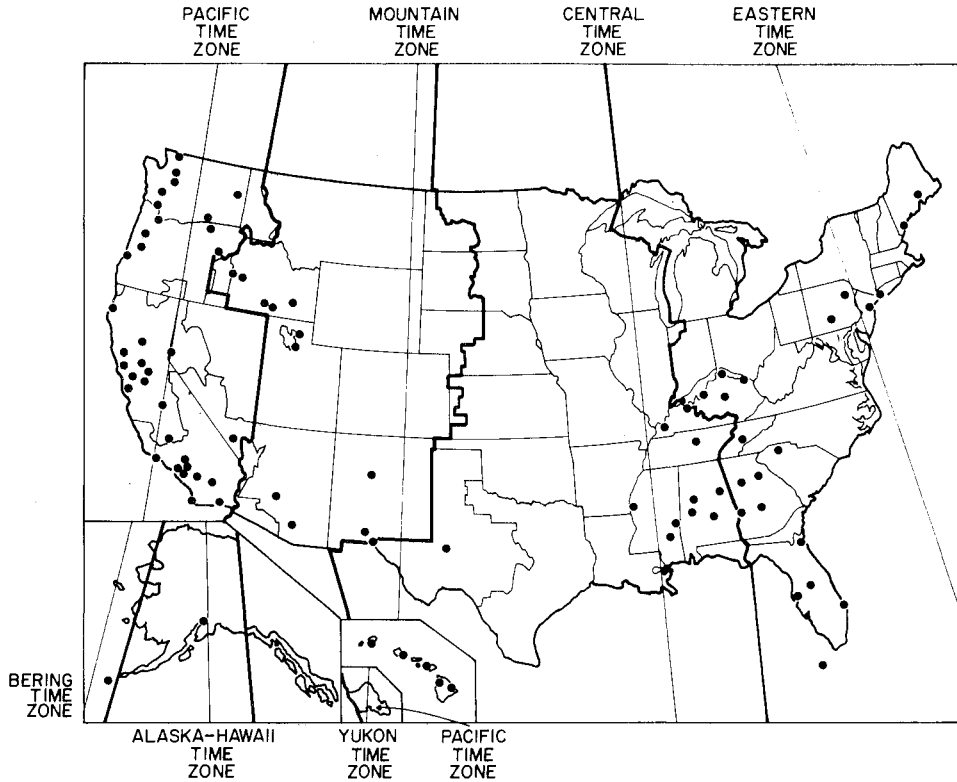 PACIFIC
TIME
ZONE
MOUNTAIN
TIME
ZONE
CENTRAL
TIME
ZONE
EASTERN
TIME
ZONE
BERING
TIME
ZONE
ALASKA-HAWAII
TIME
ZONE
YUKON
TIME
ZONE
PACIFIC
TIME
ZONE